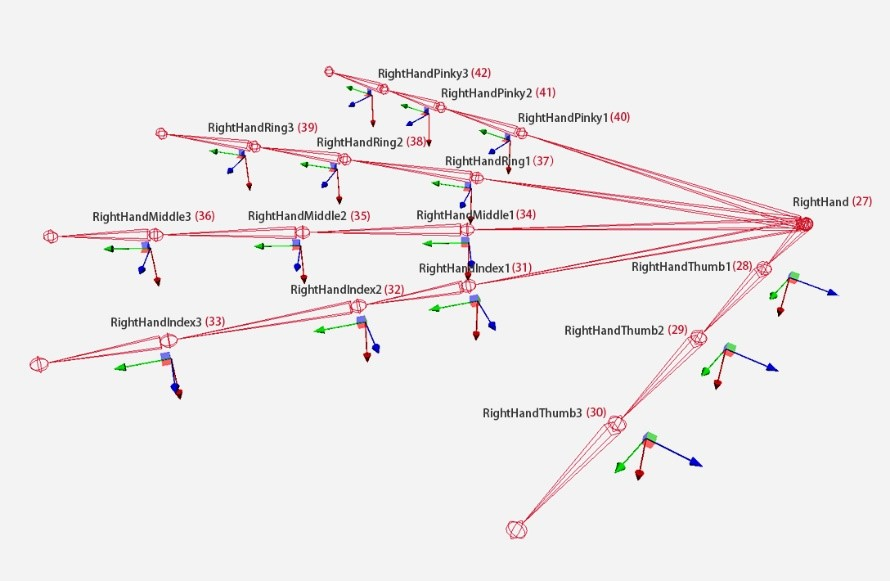 RightHandPinky3 (42)
RightHandPinky2 (41)
RightHandPinky1 (40)
RightHandRing3 (39)
RightHandRing2 (38)
RightHandRing1 (37)
RightHand (27)
RightHandMiddle3 (36)
RightHandMiddle2 (35)
RightHandMiddle1 (34)
RightHandThumb1 (28)
RightHandIndex1 (31)
RightHandIndex2 (32)
RightHandIndex3 (33)
RightHandThumb2 (29)
RightHandThumb3 (30)